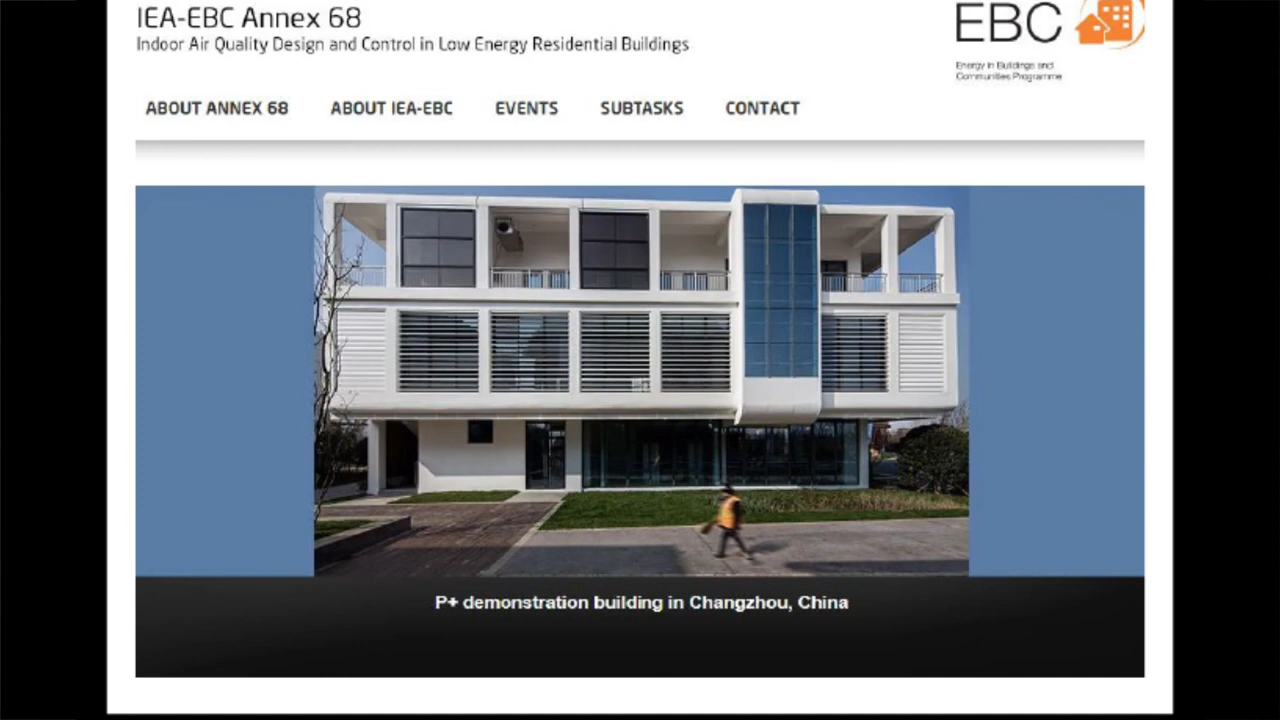 IEA-EBC Annex 68
Indoor Air Quality Design and Control in Low Energy Residential Buildings
EBC
Energy in Buildings and
Communities Programme
ABOUT ANNEX 68 ABOUT IEA-EBC EVENTS SUBTASKS CONTACT
P+ demonstration building in Changzhou, China